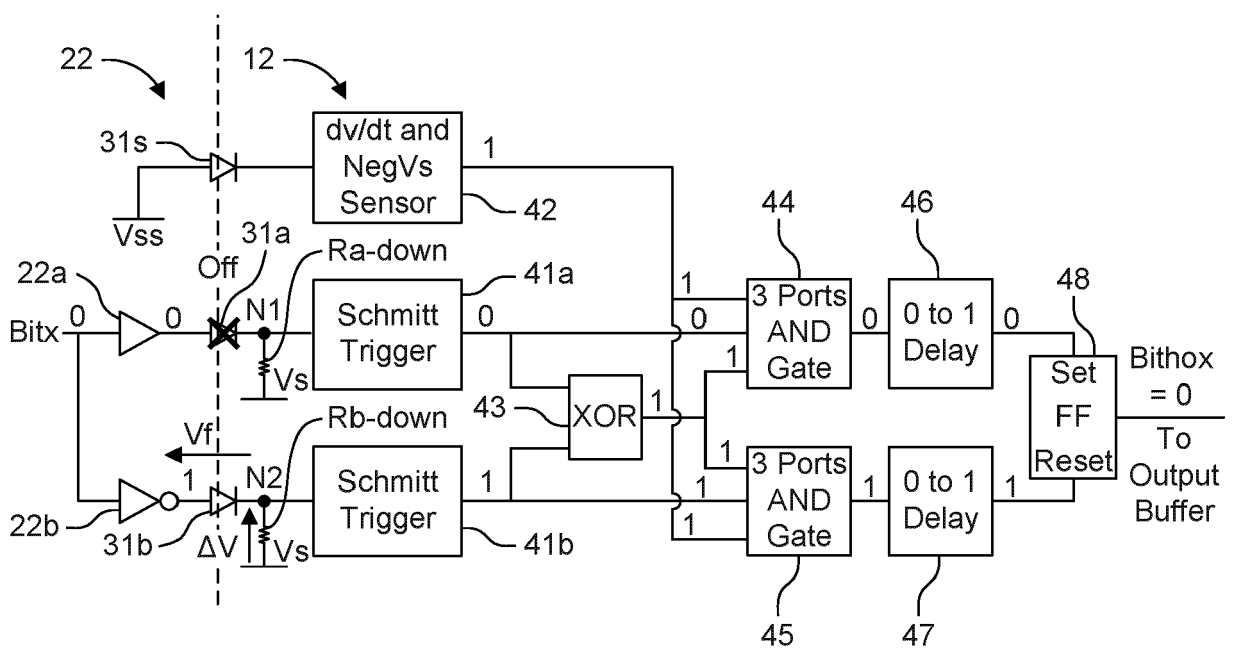 22
12
31s
dv/dt and
NegVs
Sensor
1
42
Vss
31a
Off
Ra-down
22a
Bitx
0
0
N1
Vs
Schmitt
Trigger
41a
0
44
46
1
0
1
3 Ports
AND
Gate
0
0 to 1
Delay
0
48
43
XOR
1
Set
FF
Reset
Bithox
= 0
To
Output
Buffer
Vf
Rb-down
22b
1
31b
N2
ΔV
Vs
Schmitt
Trigger
41b
1
1
1
1
3 Ports
AND
Gate
1
0 to 1
Delay
1
45
47